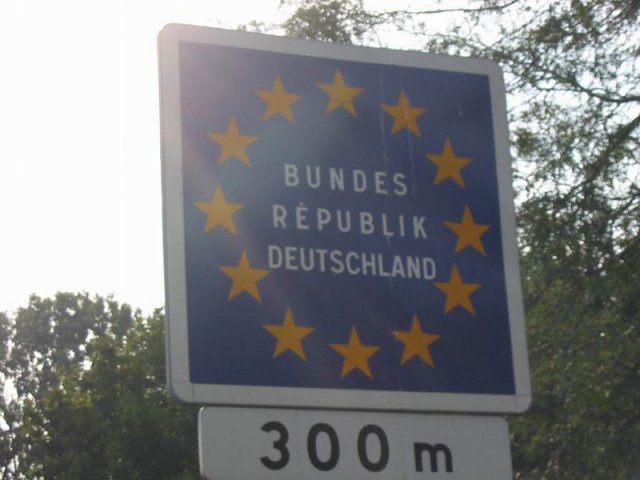 BUNDES
RÉPUBLIK
DEUTSCHLAND
300 m